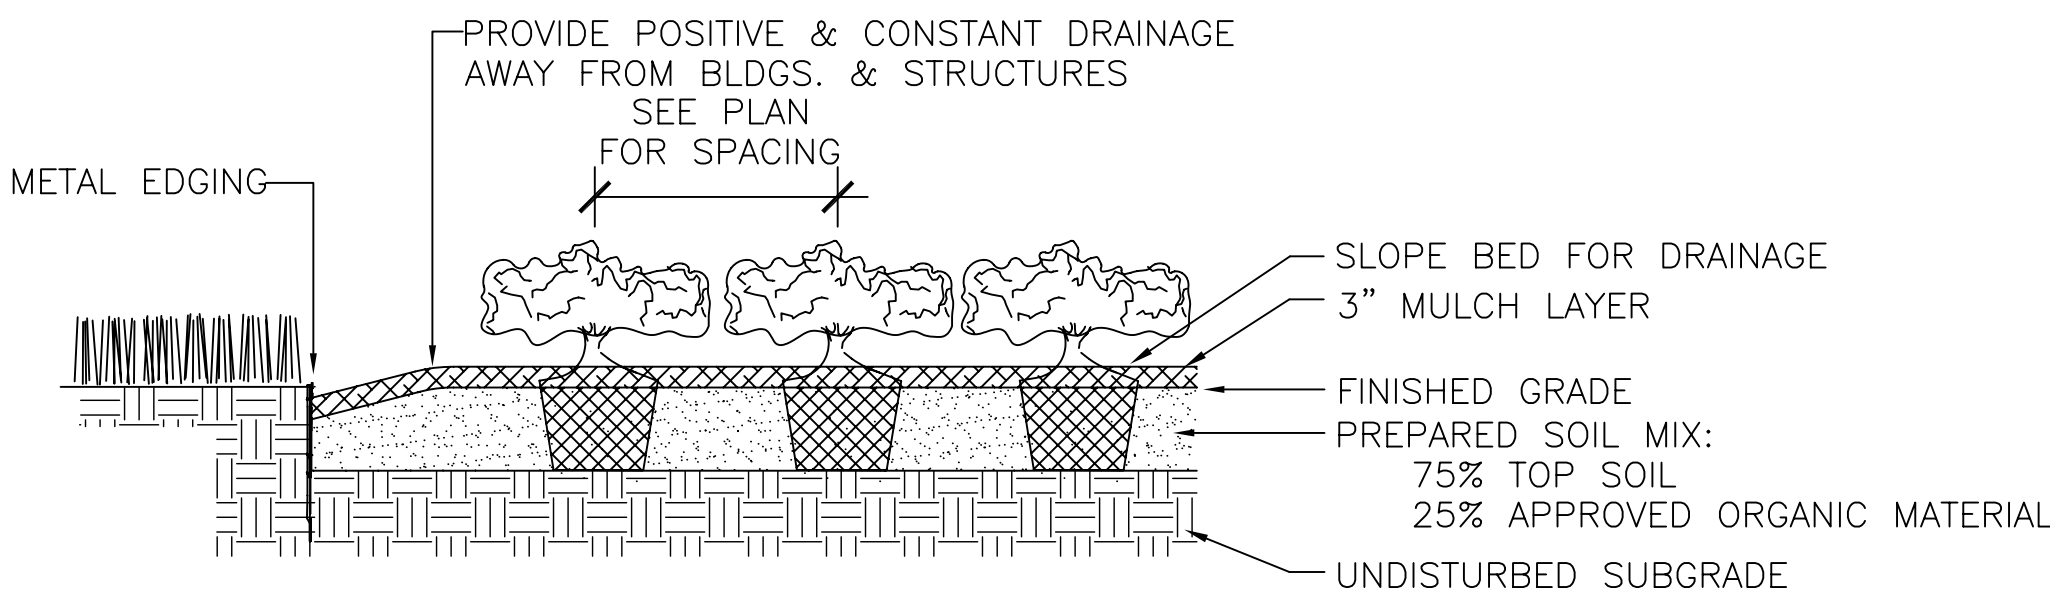 PROVIDE POSITIVE & CONSTANT DRAINAGE
AWAY FROM BLDGS. & STRUCTURES
SEE PLAN
FOR SPACING
METAL EDGING
SLOPE BED FOR DRAINAGE
3" MULCH LAYER
FINISHED GRADE
PREPARED SOIL MIX:
75% TOP SOIL
25% APPROVED ORGANIC MATERIAL
UNDISTURBED SUBGRADE